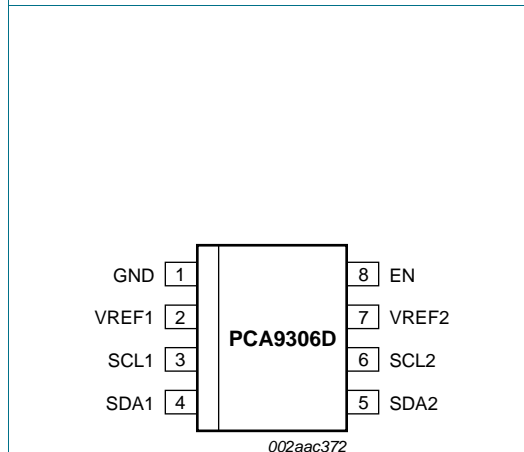 GND 1 8 EN
VREF1 2 7 VREF2
PCA9306D
SCL1 3 6 SCL2
SDA1 4 5 SDA2
002aac372